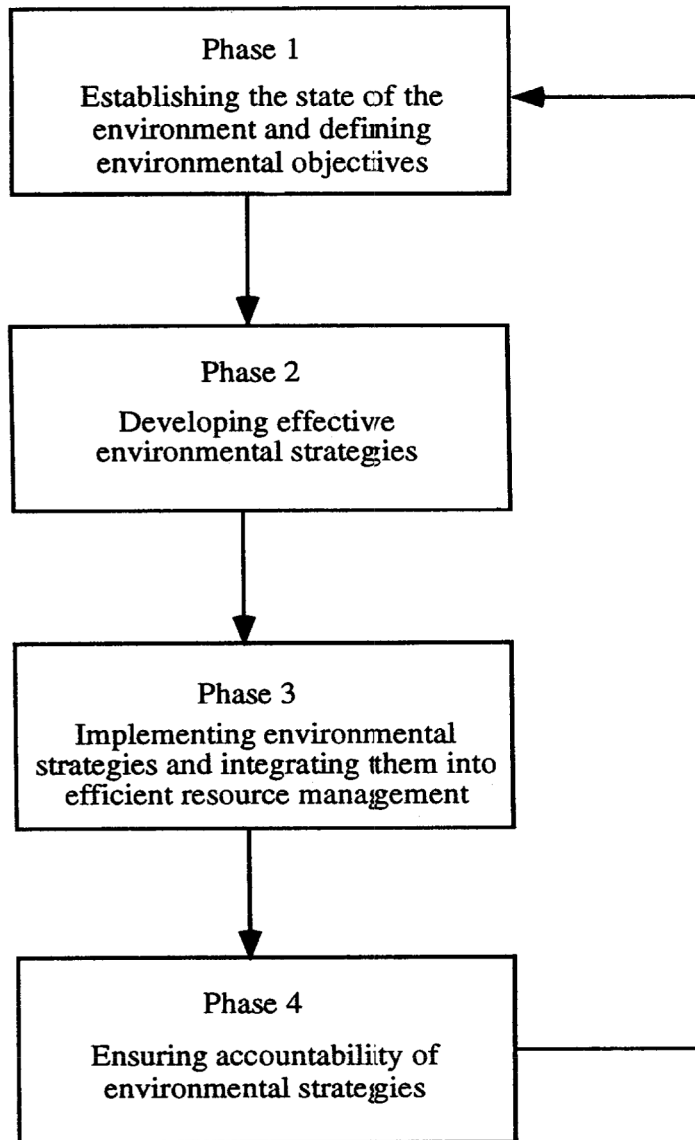 Phase 1
Establishing the state of the
environment and defining
environmental objectives
Phase 2
Developing effective
environmental strategies
Phase 3
Implementing environmental
strategies and integrating them into
efficient resource management
Phase 4
Ensuring accountability of
environmental strategies